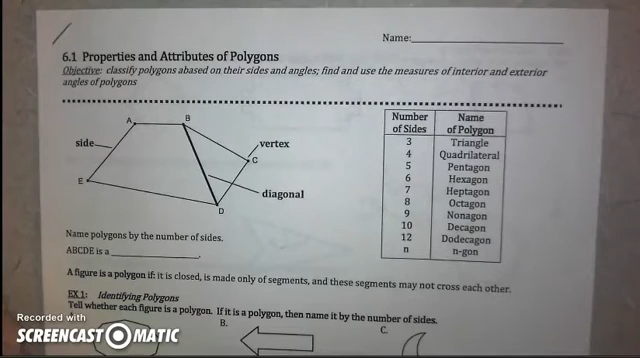 Name:
6.1 Properties and Attributes of Polygons
Objective: classify polygons abased on their sides and angles; find and use the measures of interior and exterior
angles of polygons
A
B
side
vertex
C
E
diagonal
D
Number of Sides Name of Polygon
3 Triangle
4 Quadrilateral
5 Pentagon
6 Hexagon
7 Heptagon
8 Octagon
9 Nonagon
10 Decagon
12 Dodecagon
n n-gon
Name polygons by the number of sides.
ABCDE is a ____________.
A figure is a polygon if: it is closed, is made only of segments, and these segments may not cross each other.
EX 1: Identifying Polygons
Tell whether each figure is a polygon. If it is a polygon, then name it by the number of sides.
B.
C.
Recorded with
SCREENCAST-O-MATIC